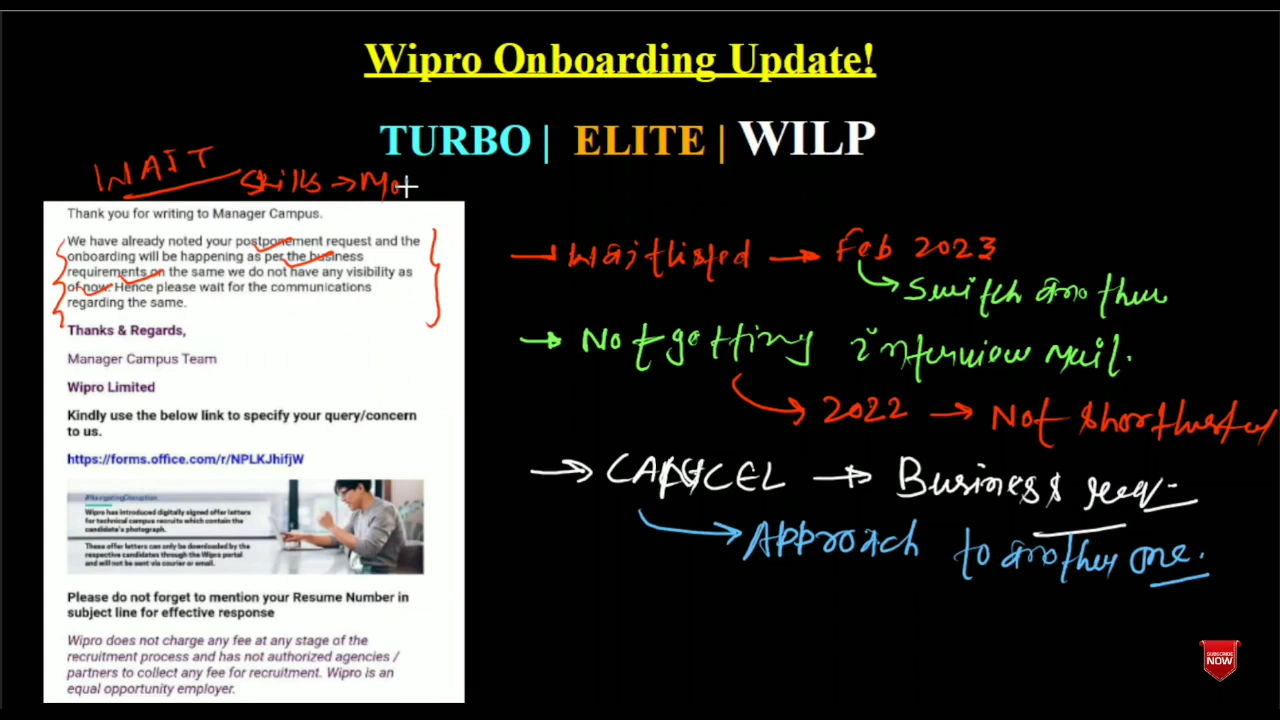 Wipro Onboarding Update!
TURBO | ELITE | WILP
WAIT
Skills → Mo
Thank you for writing to Manager Campus.
We have already noted your postponement request and the
onboarding will be happening as per the business
requirements on the same we do not have any visibility as
of now. Hence please wait for the communications
regarding the same.
Thanks & Regards,
Manager Campus Team
Wipro Limited
Kindly use the below link to specify your query/concern
to us.
https://forms.office.com/r/NPLKJhifjW
#NavigatingDisruption
Wipro has introduced digitally signed offer letters
for technical campus recruits which contain the
candidate's photograph.
These offer letters can only be downloaded by the
respective candidates through the Wipro portal
and will not be sent via courier or email.
Please do not forget to mention your Resume Number in
subject line for effective response
Wipro does not charge any fee at any stage of the
recruitment process and has not authorized agencies /
partners to collect any fee for recruitment. Wipro is an
equal opportunity employer.
→ Waitlisted → Feb 2023
→ Switch another
→ Not getting interview mail.
→ 2022 → Not shortlisted
→ CANCEL → Business req.
→ Approach to another one.
SUBSCRIBE
NOW